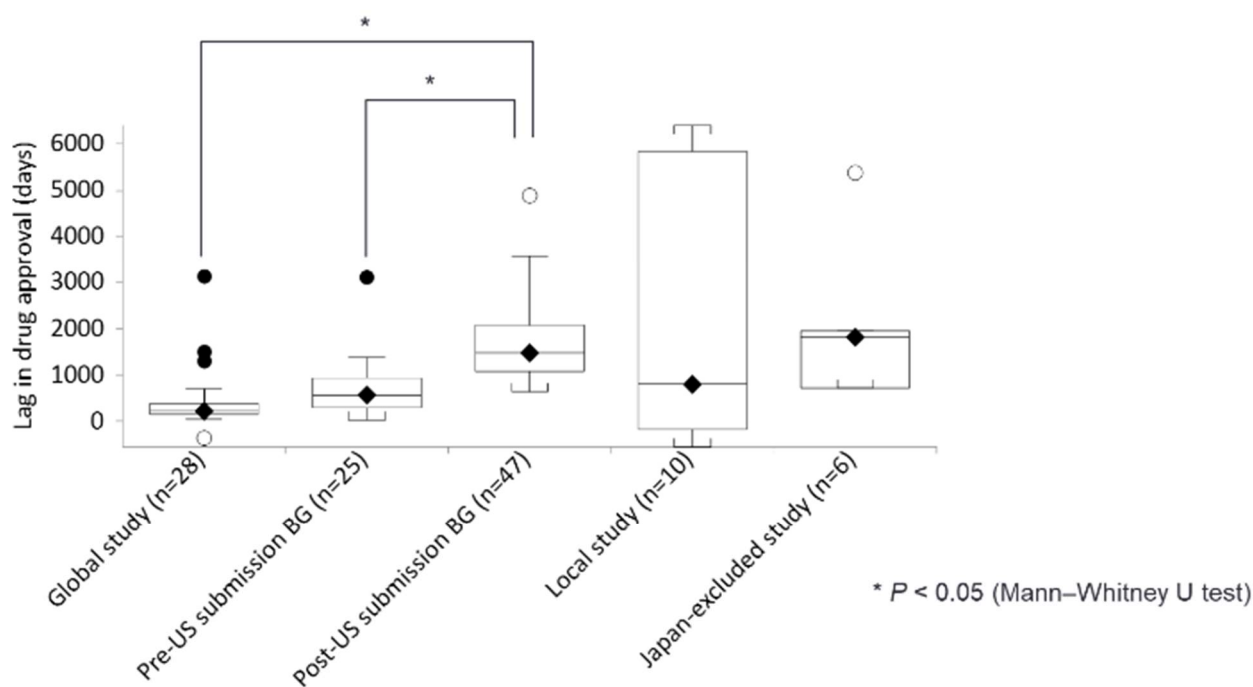 *
*
Lag in drug approval (days)
6000
5000
4000
3000
2000
1000
0
Global study (n=28)
Pre-US submission BG (n=25)
Post-US submission BG (n=47)
Local study (n=10)
Japan-excluded study (n=6)
* P < 0.05 (Mann–Whitney U test)